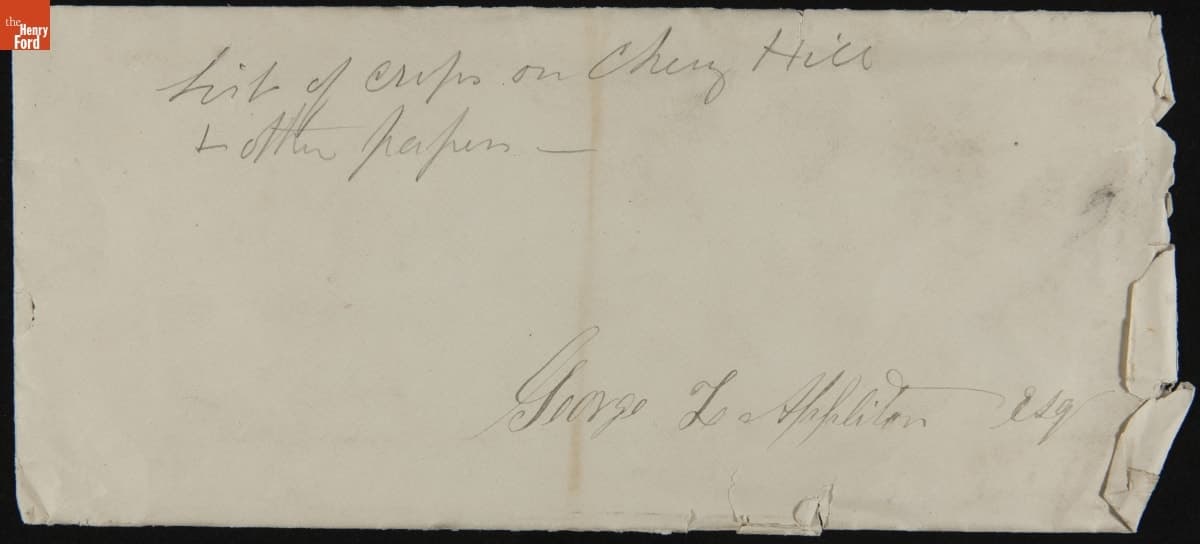 the
Henry
Ford
List of crops on Cherry Hill
+ other papers —
George L Appleton Esq